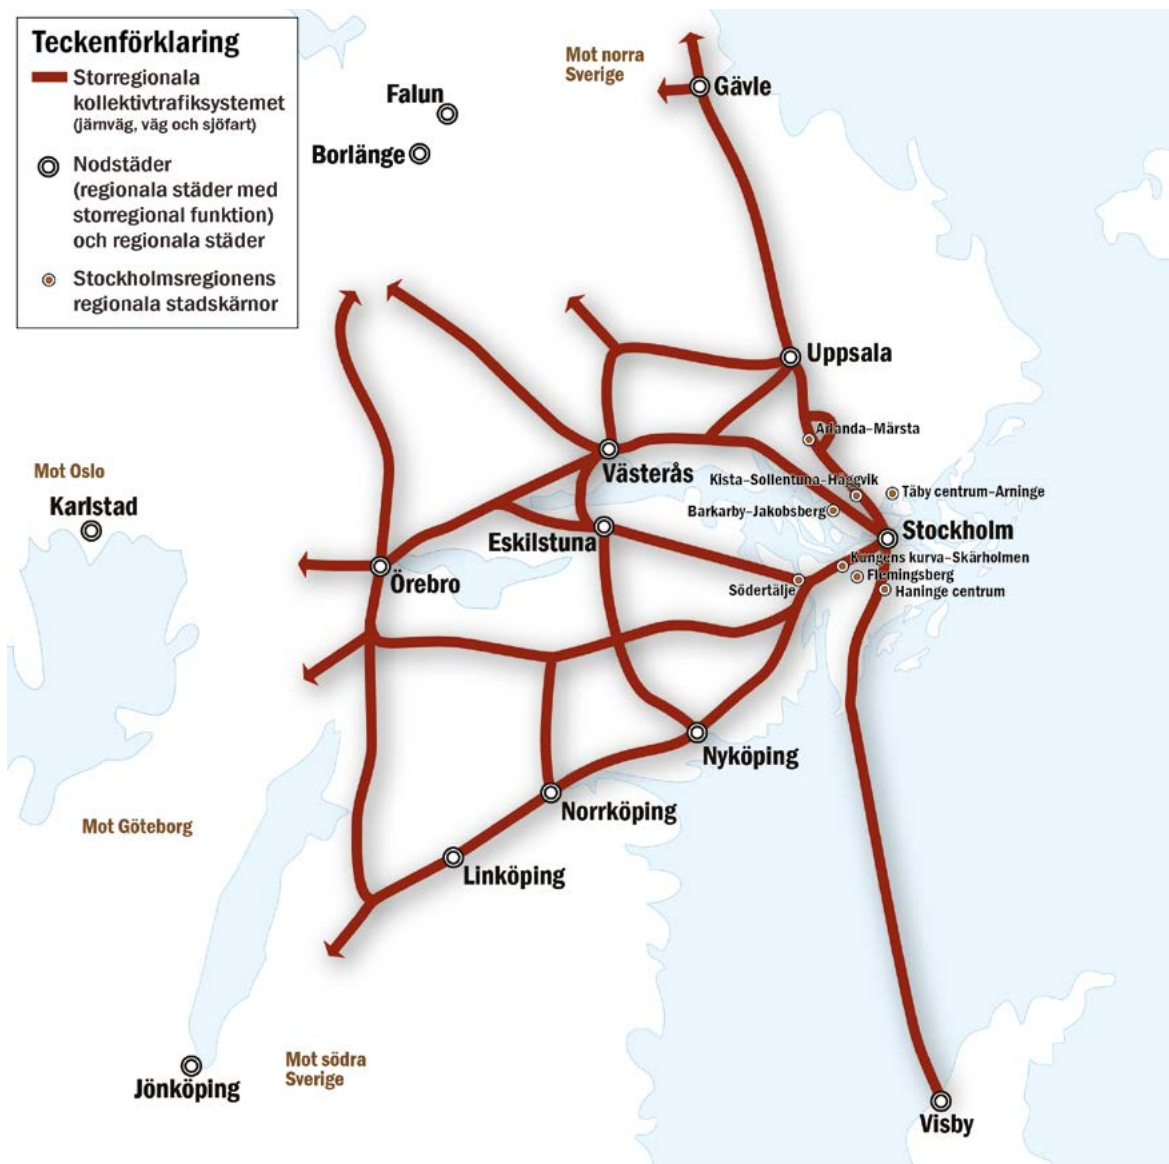 Teckenförklaring
Storregionala
kollektivtrafiksystemet
(järnväg, väg och sjöfart)
Nodstäder
(regionala städer med
storregional funktion)
och regionala städer
Stockholmsregionens
regionala stadskärnor
Mot norra
Sverige
Gävle
Falun
Borlänge
Uppsala
Arlanda–Märsta
Mot Oslo
Karlstad
Västerås
Kista–Sollentuna–Häggvik
Täby centrum–Arninge
Barkarby–Jakobsberg
Stockholm
Eskilstuna
Kungens kurva–Skärholmen
Flemingsberg
Södertälje
Haninge centrum
Örebro
Nyköping
Norrköping
Mot Göteborg
Linköping
Mot södra
Sverige
Jönköping
Visby